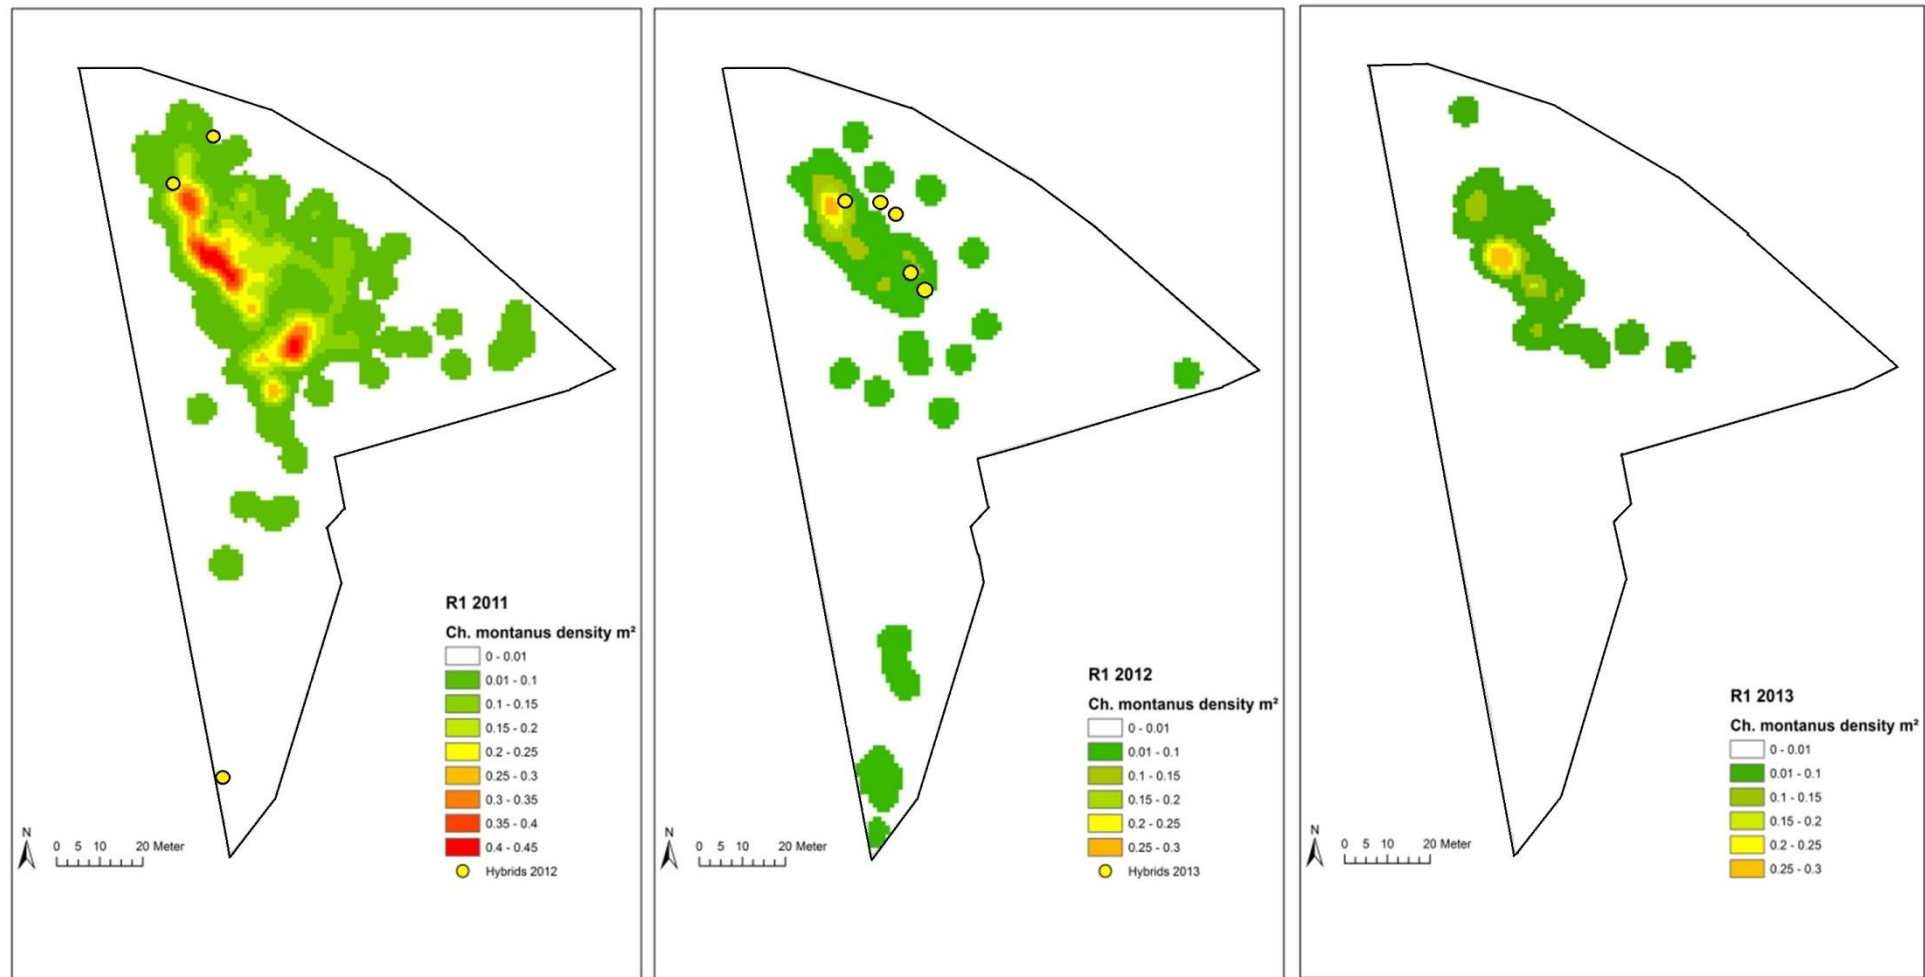 R1 2011
Ch. montanus density m²
0 - 0.01
0.01 - 0.1
0.1 - 0.15
0.15 - 0.2
0.2 - 0.25
0.25 - 0.3
0.3 - 0.35
0.35 - 0.4
0.4 - 0.45
Hybrids 2012
N
0 5 10 20 Meter
R1 2012
Ch. montanus density m²
0 - 0.01
0.01 - 0.1
0.1 - 0.15
0.15 - 0.2
0.2 - 0.25
0.25 - 0.3
Hybrids 2013
N
0 5 10 20 Meter
R1 2013
Ch. montanus density m²
0 - 0.01
0.01 - 0.1
0.1 - 0.15
0.15 - 0.2
0.2 - 0.25
0.25 - 0.3
N
0 5 10 20 Meter